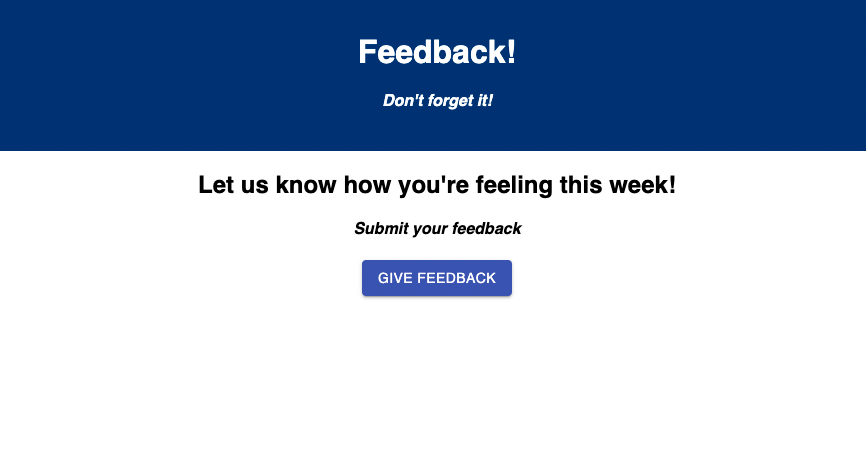 Feedback!
Don't forget it!
Let us know how you're feeling this week!
Submit your feedback
GIVE FEEDBACK